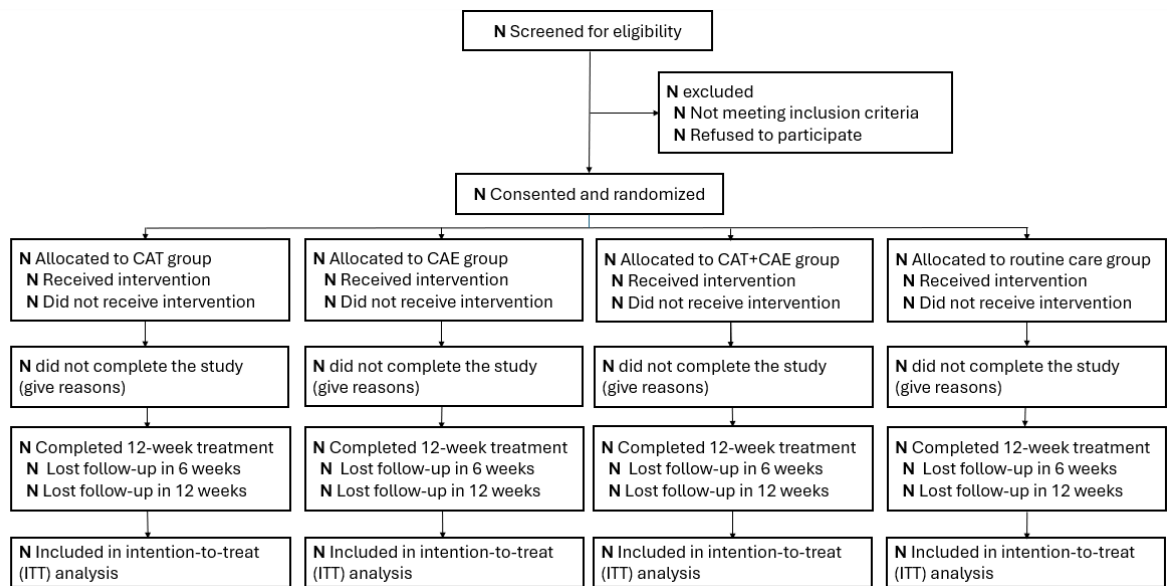 N Screened for eligibility
N excluded
N Not meeting inclusion criteria
N Refused to participate
N Consented and randomized
N Allocated to CAT group
N Received intervention
N Did not receive intervention
N Allocated to CAE group
N Received intervention
N Did not receive intervention
N Allocated to CAT+CAE group
N Received intervention
N Did not receive intervention
N Allocated to routine care group
N Received intervention
N Did not receive intervention
N did not complete the study
(give reasons)
N did not complete the study
(give reasons)
N did not complete the study
(give reasons)
N did not complete the study
(give reasons)
N Completed 12-week treatment
N Lost follow-up in 6 weeks
N Lost follow-up in 12 weeks
N Completed 12-week treatment
N Lost follow-up in 6 weeks
N Lost follow-up in 12 weeks
N Completed 12-week treatment
N Lost follow-up in 6 weeks
N Lost follow-up in 12 weeks
N Completed 12-week treatment
N Lost follow-up in 6 weeks
N Lost follow-up in 12 weeks
N Included in intention-to-treat
(ITT) analysis
N Included in intention-to-treat
(ITT) analysis
N Included in intention-to-treat
(ITT) analysis
N Included in intention-to-treat
(ITT) analysis